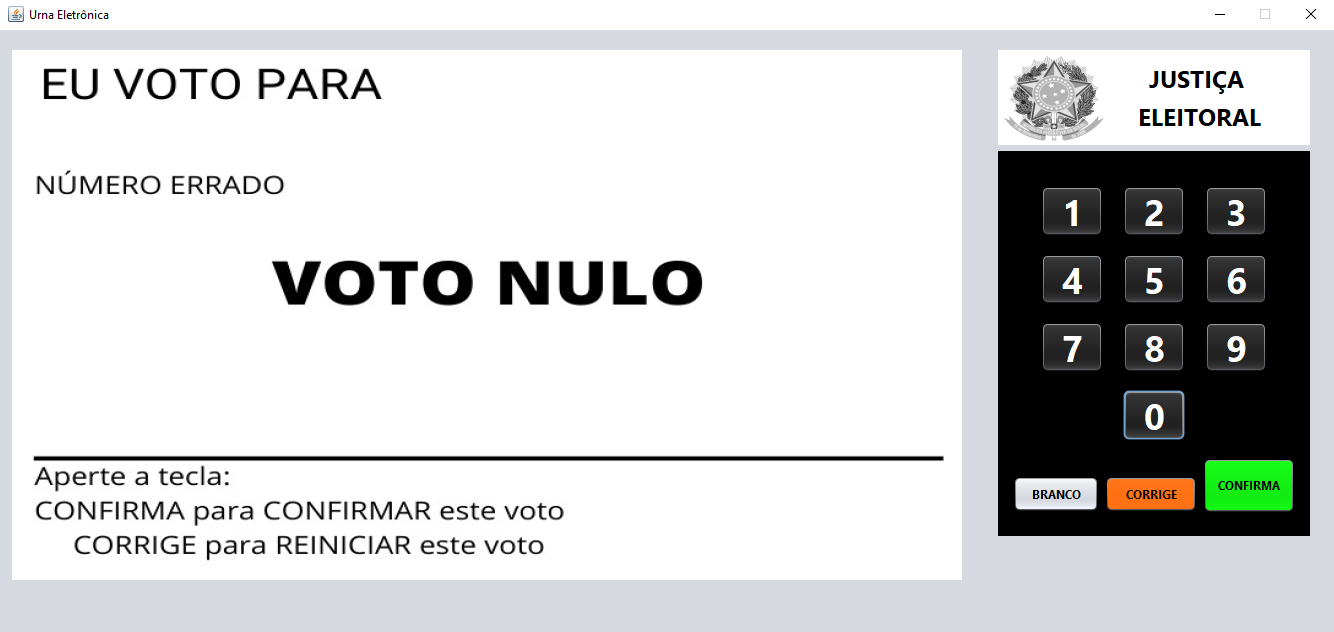 Urna Eletrônica
EU VOTO PARA
NÚMERO ERRADO
VOTO NULO
Aperte a tecla:
CONFIRMA para CONFIRMAR este voto
CORRIGE para REINICIAR este voto
JUSTIÇA
ELEITORAL
1 2 3
4 5 6
7 8 9
0
BRANCO CORRIGE CONFIRMA